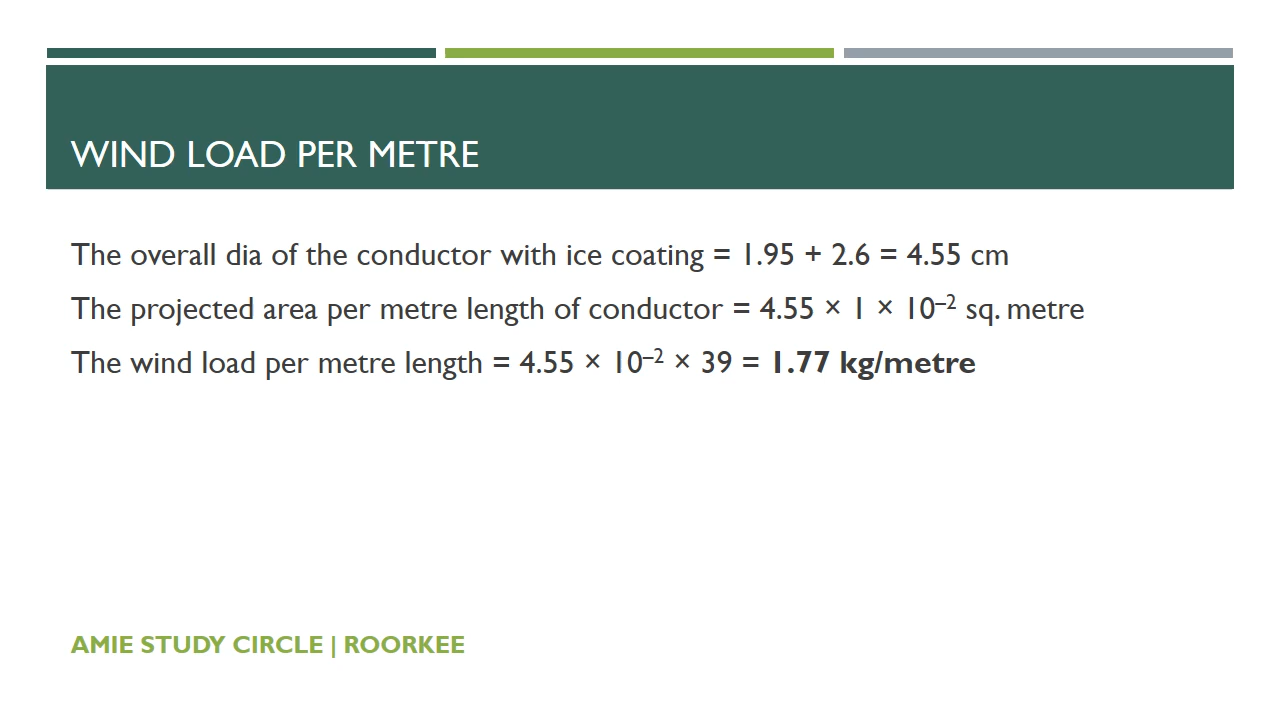 WIND LOAD PER METRE
The overall dia of the conductor with ice coating = 1.95 + 2.6 = 4.55 cm
The projected area per metre length of conductor = 4.55 × 1 × 10⁻² sq. metre
The wind load per metre length = 4.55 × 10⁻² × 39 = 1.77 kg/metre
AMIE STUDY CIRCLE | ROORKEE